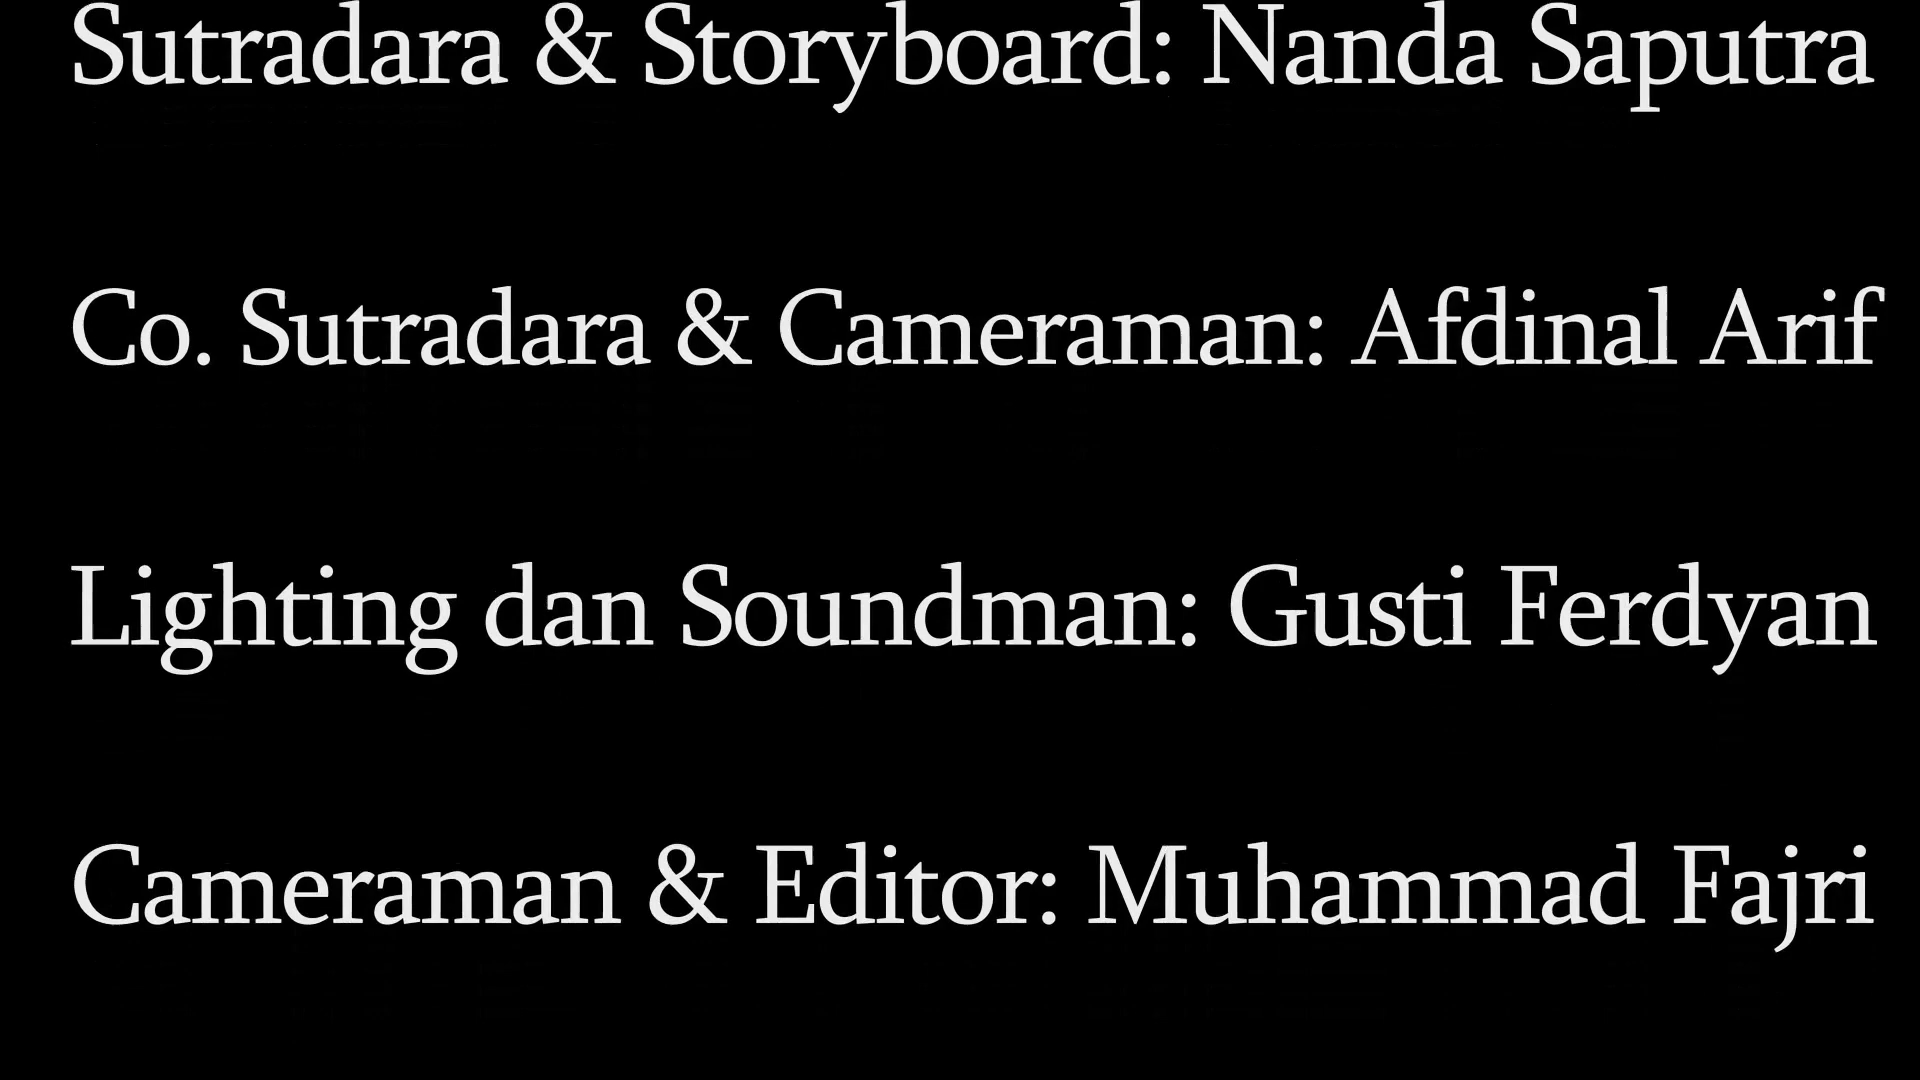 Sutradara & Storyboard: Nanda Saputra
Co. Sutradara & Cameraman: Afdinal Arif
Lighting dan Soundman: Gusti Ferdyan
Cameraman & Editor: Muhammad Fajri